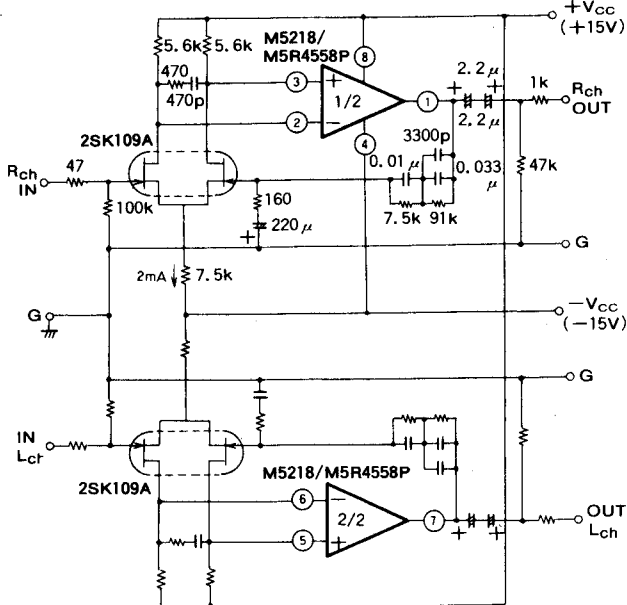 +VCC
(+15V)
5.6k 5.6k
M5218/
M5R4558P
8
470
470p
3
+
1/2
1
2
−
4
2.2μ
+ +
2.2μ
1k
Rch
OUT
3300p
2SK109A
0.01μ
0.033
μ
47k
47
Rch
IN
100k
160
220μ
+
7.5k 91k
G
2mA
7.5k
G
−VCC
(−15V)
G
IN
Lch
2SK109A
M5218/M5R4558P
6
−
2/2
7
5
+
+ +
OUT
Lch